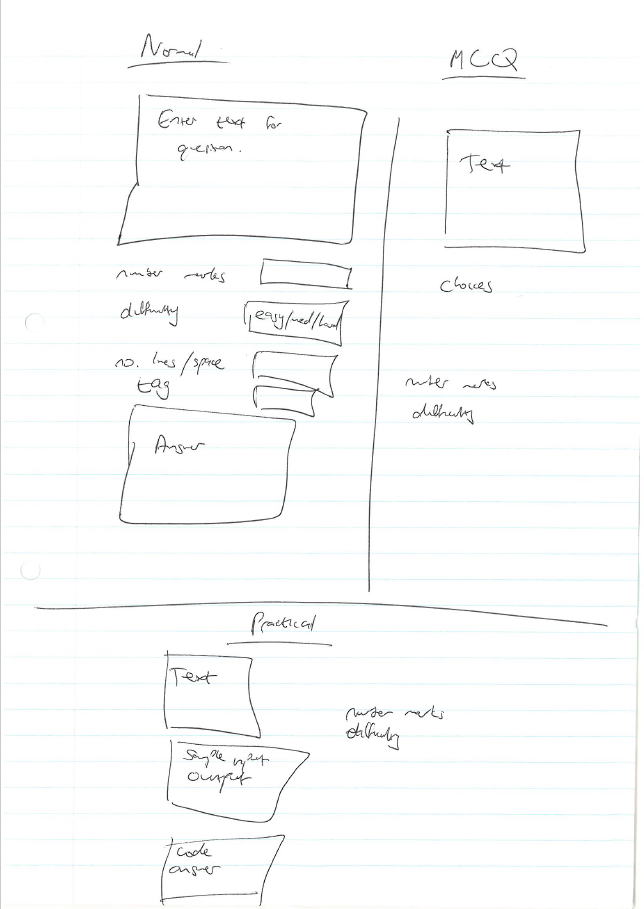 Normal
Enter text for
question.
number marks
difficulty
easy/med/hard
no. lines/space
tag
Answer
MCQ
Text
choices
number marks
difficulty
Practical
Text
Sample input
output
code
answer
number marks
difficulty